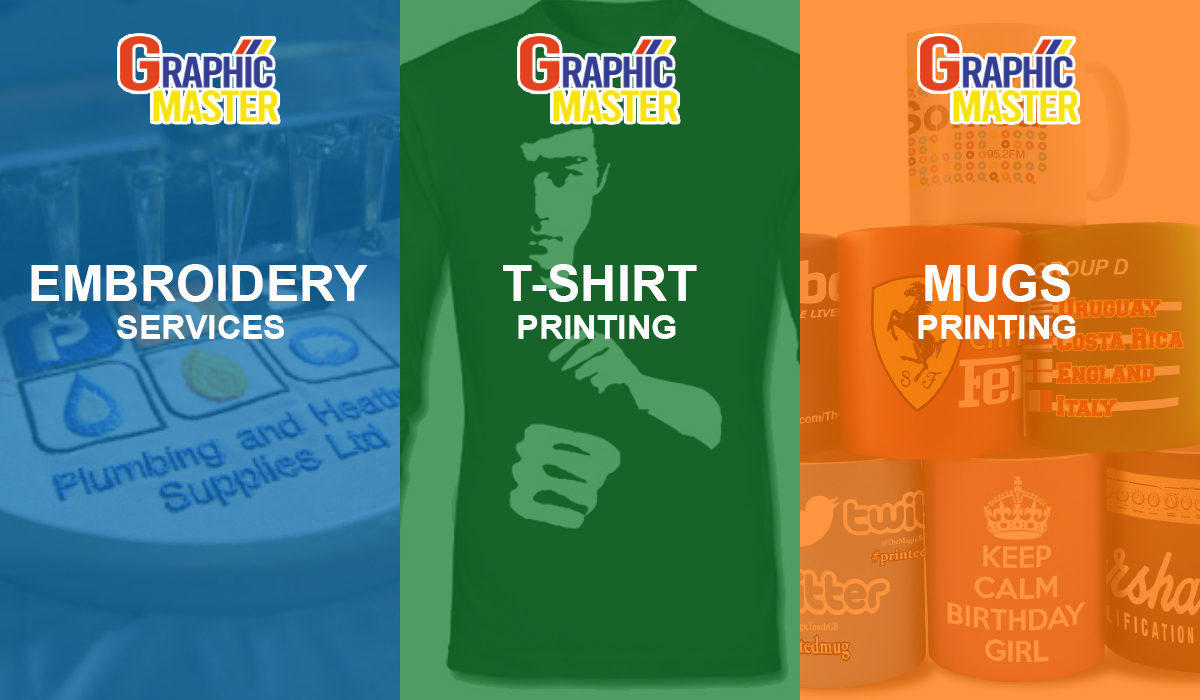 GRAPHIC
MASTER
EMBROIDERY
SERVICES
P
Plumbing and
Supplies Ltd
GRAPHIC
MASTER
T-SHIRT
PRINTING
GRAPHIC
MASTER
95.2FM
GROUP D
URUGUAY
COSTA RICA
ENGLAND
ITALY
MUGS
PRINTING
S F
KEEP
CALM
BIRTHDAY
GIRL